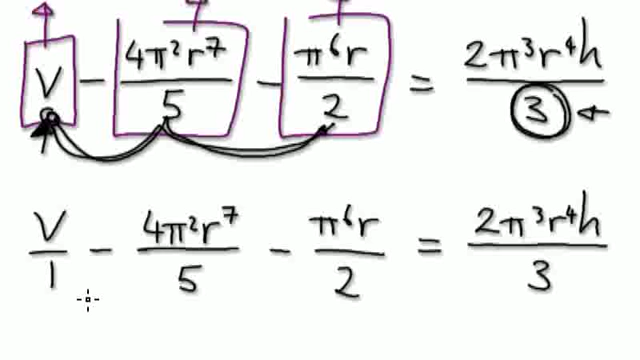 V − 4π²r⁷/5 − π⁶r/2 = 2π³r⁴h/3
V/1 − 4π²r⁷/5 − π⁶r/2 = 2π³r⁴h/3